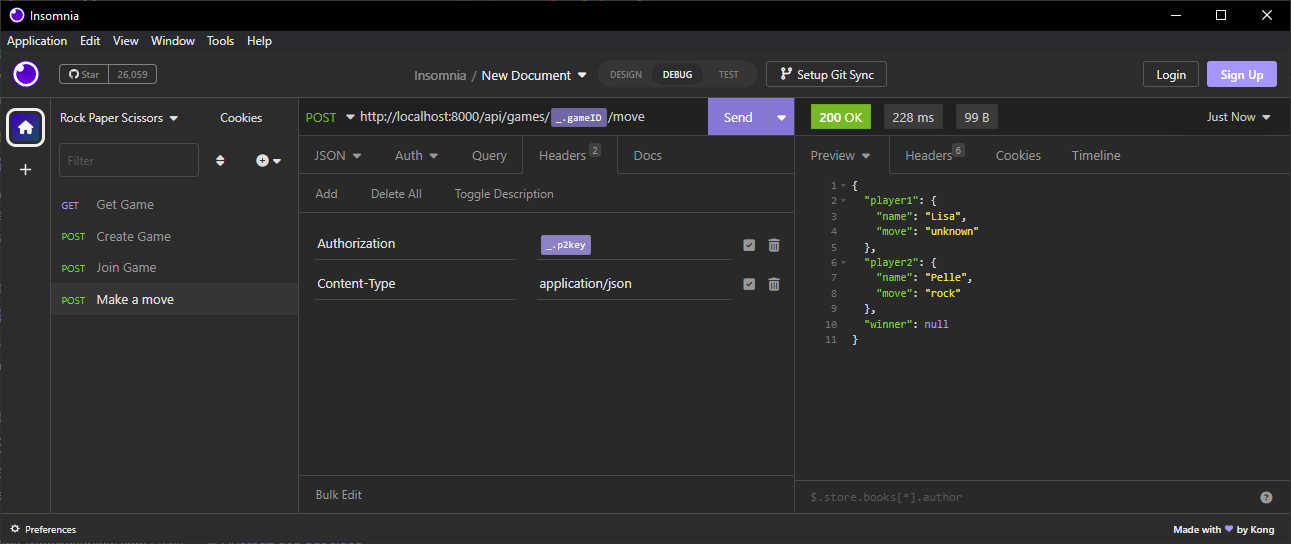 Insomnia
Application Edit View Window Tools Help
Star 26,059
Insomnia / New Document
DESIGN DEBUG TEST
Setup Git Sync
Login Sign Up
Rock Paper Scissors Cookies
Filter
GET Get Game
POST Create Game
POST Join Game
POST Make a move
POST http://localhost:8000/api/games/ _.gameID /move Send
JSON Auth Query Headers 2 Docs
Add Delete All Toggle Description
Authorization _.p2key
Content-Type application/json
Bulk Edit
200 OK 228 ms 99 B Just Now
Preview Headers 6 Cookies Timeline
1 {
2 "player1": {
3 "name": "Lisa",
4 "move": "unknown"
5 },
6 "player2": {
7 "name": "Pelle",
8 "move": "rock"
9 },
10 "winner": null
11 }
$.store.books[*].author ?
Preferences
Made with ♥ by Kong